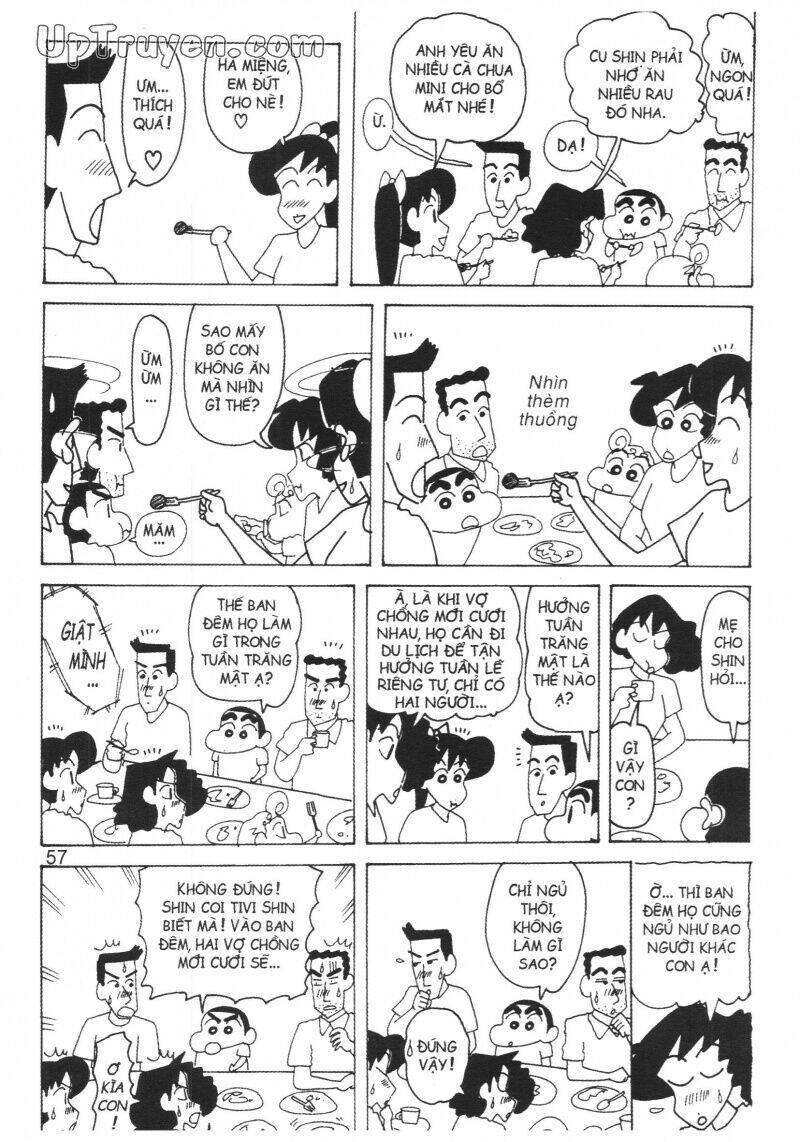 UpTruyen.com
ỪM,
NGON
QUÁ!
CU SHIN PHẢI
NHỚ ĂN
NHIỀU RAU
ĐÓ NHA.
DẠ!
ANH YÊU ĂN
NHIỀU CÀ CHUA
MINI CHO BỔ
MẮT NHÉ!
Ừ.
HÁ MIỆNG,
EM ĐÚT
CHO NÈ!
ƯM...
THÍCH
QUÁ!
Nhìn
thèm
thuồng
SAO MẤY
BỐ CON
KHÔNG ĂN
MÀ NHÌN
GÌ THẾ?
ỪM
ỪM
...
MĂM
...
MẸ
CHO
SHIN
HỎI...
GÌ
VẬY
CON?
HƯỞNG
TUẦN
TRĂNG
MẬT LÀ
THẾ NÀO
Ạ?
À, LÀ KHI VỢ
CHỒNG MỚI CƯỚI
NHAU, HỌ CẦN ĐI
DU LỊCH ĐỂ TẬN
HƯỞNG TUẦN LỄ
RIÊNG TƯ, CHỈ CÓ
HAI NGƯỜI...
THẾ BAN
ĐÊM HỌ LÀM
GÌ TRONG
TUẦN TRĂNG
MẬT Ạ?
GIẬT
MÌNH
...
57
Ờ... THÌ BAN
ĐÊM HỌ CŨNG
NGỦ NHƯ BAO
NGƯỜI KHÁC
CON Ạ!
CHỈ NGỦ
THÔI,
KHÔNG
LÀM GÌ
SAO?
ĐÚNG
VẬY!
KHÔNG ĐÚNG!
SHIN COI TIVI SHIN
BIẾT MÀ! VÀO BAN
ĐÊM, HAI VỢ CHỒNG
MỚI CƯỚI SẼ...
Ơ
KÌA
CON
!